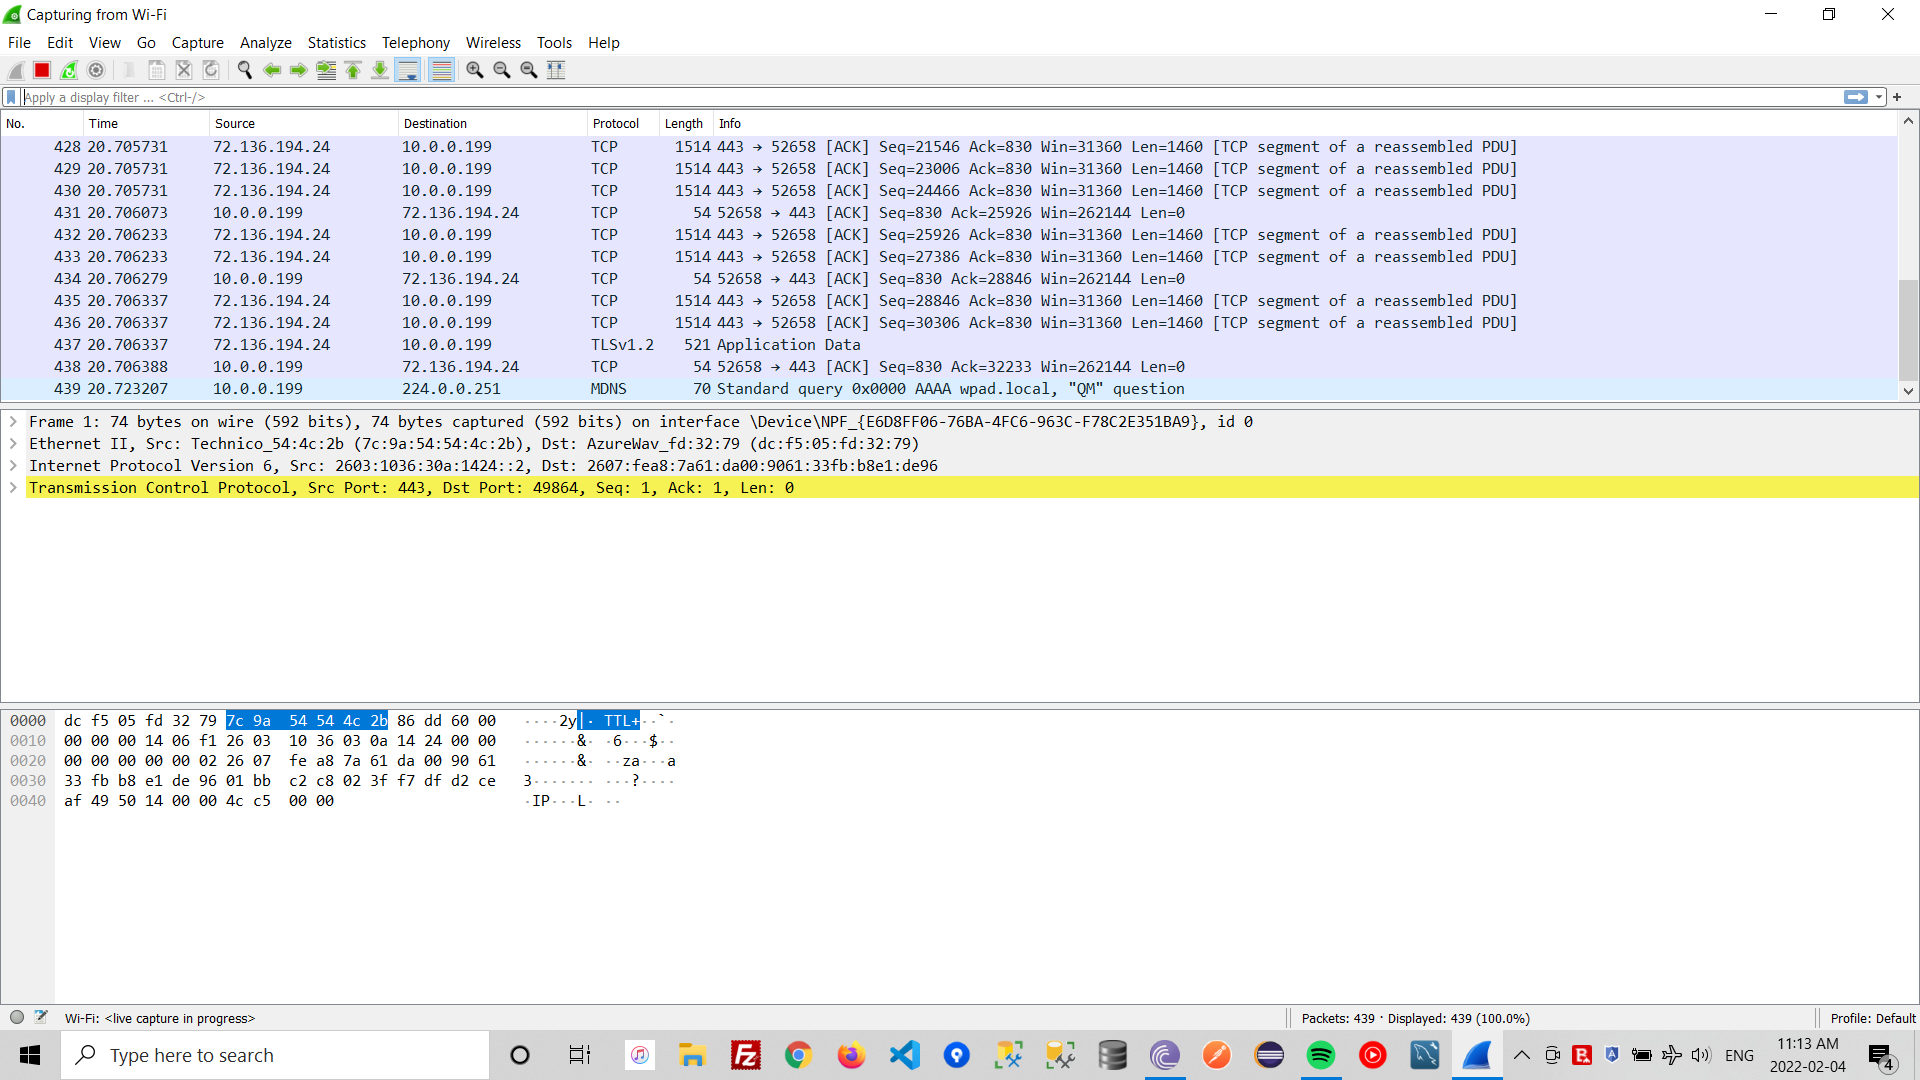 Capturing from Wi-Fi
File Edit View Go Capture Analyze Statistics Telephony Wireless Tools Help
Apply a display filter ... <Ctrl-/>
No. Time Source Destination Protocol Length Info
428 20.705731 72.136.194.24 10.0.0.199 TCP 1514 443 → 52658 [ACK] Seq=21546 Ack=830 Win=31360 Len=1460 [TCP segment of a reassembled PDU]
429 20.705731 72.136.194.24 10.0.0.199 TCP 1514 443 → 52658 [ACK] Seq=23006 Ack=830 Win=31360 Len=1460 [TCP segment of a reassembled PDU]
430 20.705731 72.136.194.24 10.0.0.199 TCP 1514 443 → 52658 [ACK] Seq=24466 Ack=830 Win=31360 Len=1460 [TCP segment of a reassembled PDU]
431 20.706073 10.0.0.199 72.136.194.24 TCP 54 52658 → 443 [ACK] Seq=830 Ack=25926 Win=262144 Len=0
432 20.706233 72.136.194.24 10.0.0.199 TCP 1514 443 → 52658 [ACK] Seq=25926 Ack=830 Win=31360 Len=1460 [TCP segment of a reassembled PDU]
433 20.706233 72.136.194.24 10.0.0.199 TCP 1514 443 → 52658 [ACK] Seq=27386 Ack=830 Win=31360 Len=1460 [TCP segment of a reassembled PDU]
434 20.706279 10.0.0.199 72.136.194.24 TCP 54 52658 → 443 [ACK] Seq=830 Ack=28846 Win=262144 Len=0
435 20.706337 72.136.194.24 10.0.0.199 TCP 1514 443 → 52658 [ACK] Seq=28846 Ack=830 Win=31360 Len=1460 [TCP segment of a reassembled PDU]
436 20.706337 72.136.194.24 10.0.0.199 TCP 1514 443 → 52658 [ACK] Seq=30306 Ack=830 Win=31360 Len=1460 [TCP segment of a reassembled PDU]
437 20.706337 72.136.194.24 10.0.0.199 TLSv1.2 521 Application Data
438 20.706388 10.0.0.199 72.136.194.24 TCP 54 52658 → 443 [ACK] Seq=830 Ack=32233 Win=262144 Len=0
439 20.723207 10.0.0.199 224.0.0.251 MDNS 70 Standard query 0x0000 AAAA wpad.local, "QM" question
Frame 1: 74 bytes on wire (592 bits), 74 bytes captured (592 bits) on interface \Device\NPF_{E6D8FF06-76BA-4FC6-963C-F78C2E351BA9}, id 0
Ethernet II, Src: Technico_54:4c:2b (7c:9a:54:54:4c:2b), Dst: AzureWav_fd:32:79 (dc:f5:05:fd:32:79)
Internet Protocol Version 6, Src: 2603:1036:30a:1424::2, Dst: 2607:fea8:7a61:da00:9061:33fb:b8e1:de96
Transmission Control Protocol, Src Port: 443, Dst Port: 49864, Seq: 1, Ack: 1, Len: 0
0000 dc f5 05 fd 32 79 7c 9a 54 54 4c 2b 86 dd 60 00 ····2y|· TTL+··`·
0010 00 00 00 14 06 f1 26 03 10 36 03 0a 14 24 00 00 ······&· ·6···$··
0020 00 00 00 00 00 02 26 07 fe a8 7a 61 da 00 90 61 ······&· ··za···a
0030 33 fb b8 e1 de 96 01 bb c2 c8 02 3f f7 df d2 ce 3······· ···?····
0040 af 49 50 14 00 00 4c c5 00 00 ·IP···L· ··
Wi-Fi: <live capture in progress> Packets: 439 · Displayed: 439 (100.0%) Profile: Default
Type here to search ENG 11:13 AM
2022-02-04 4